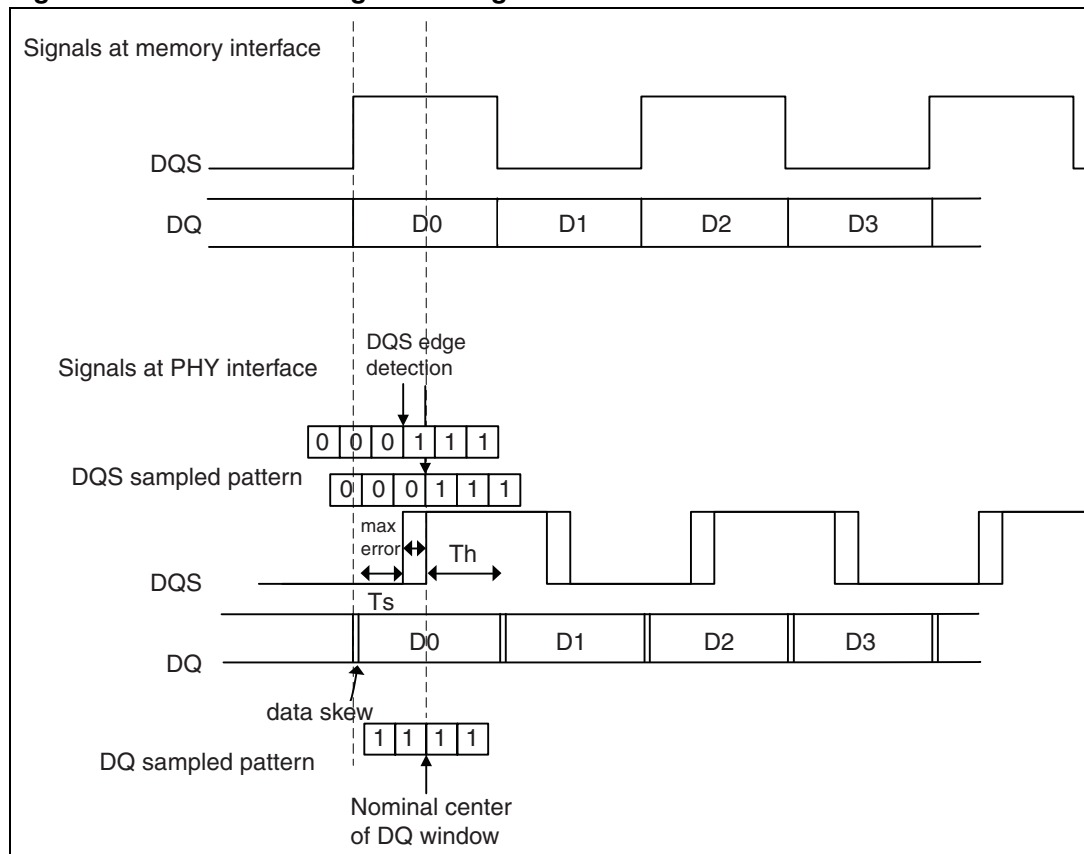 Signals at memory interface
DQS
DQ D0 D1 D2 D3
DQS edge
detection
Signals at PHY interface
0 0 0 1 1 1
DQS sampled pattern
0 0 0 1 1 1
max
error
Th
DQS
Ts
DQ D0 D1 D2 D3
data skew
1 1 1 1
DQ sampled pattern
Nominal center
of DQ window